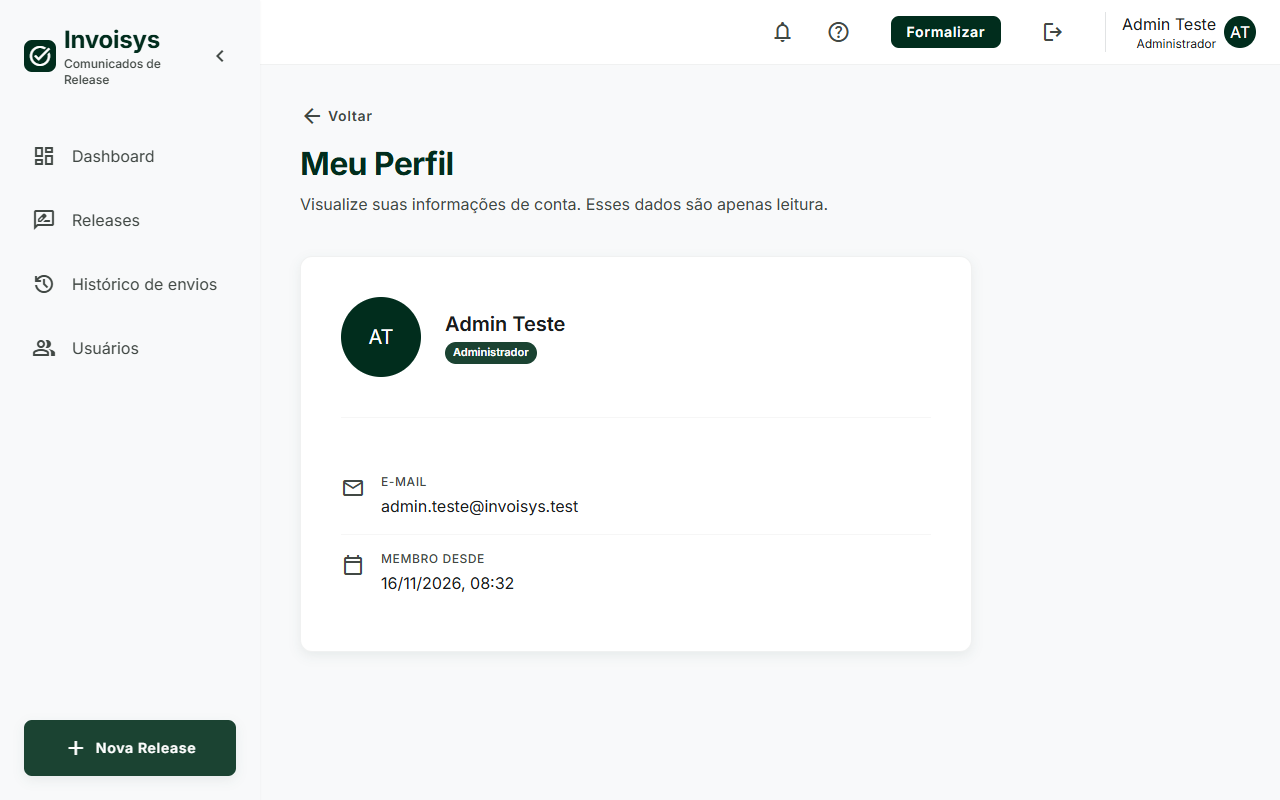 Invoisys
Comunicados de
Release
Dashboard
Releases
Histórico de envios
Usuários
Nova Release
Formalizar
Admin Teste
Administrador
AT
Voltar
Meu Perfil
Visualize suas informações de conta. Esses dados são apenas leitura.
AT
Admin Teste
Administrador
E-MAIL
admin.teste@invoisys.test
MEMBRO DESDE
16/11/2026, 08:32